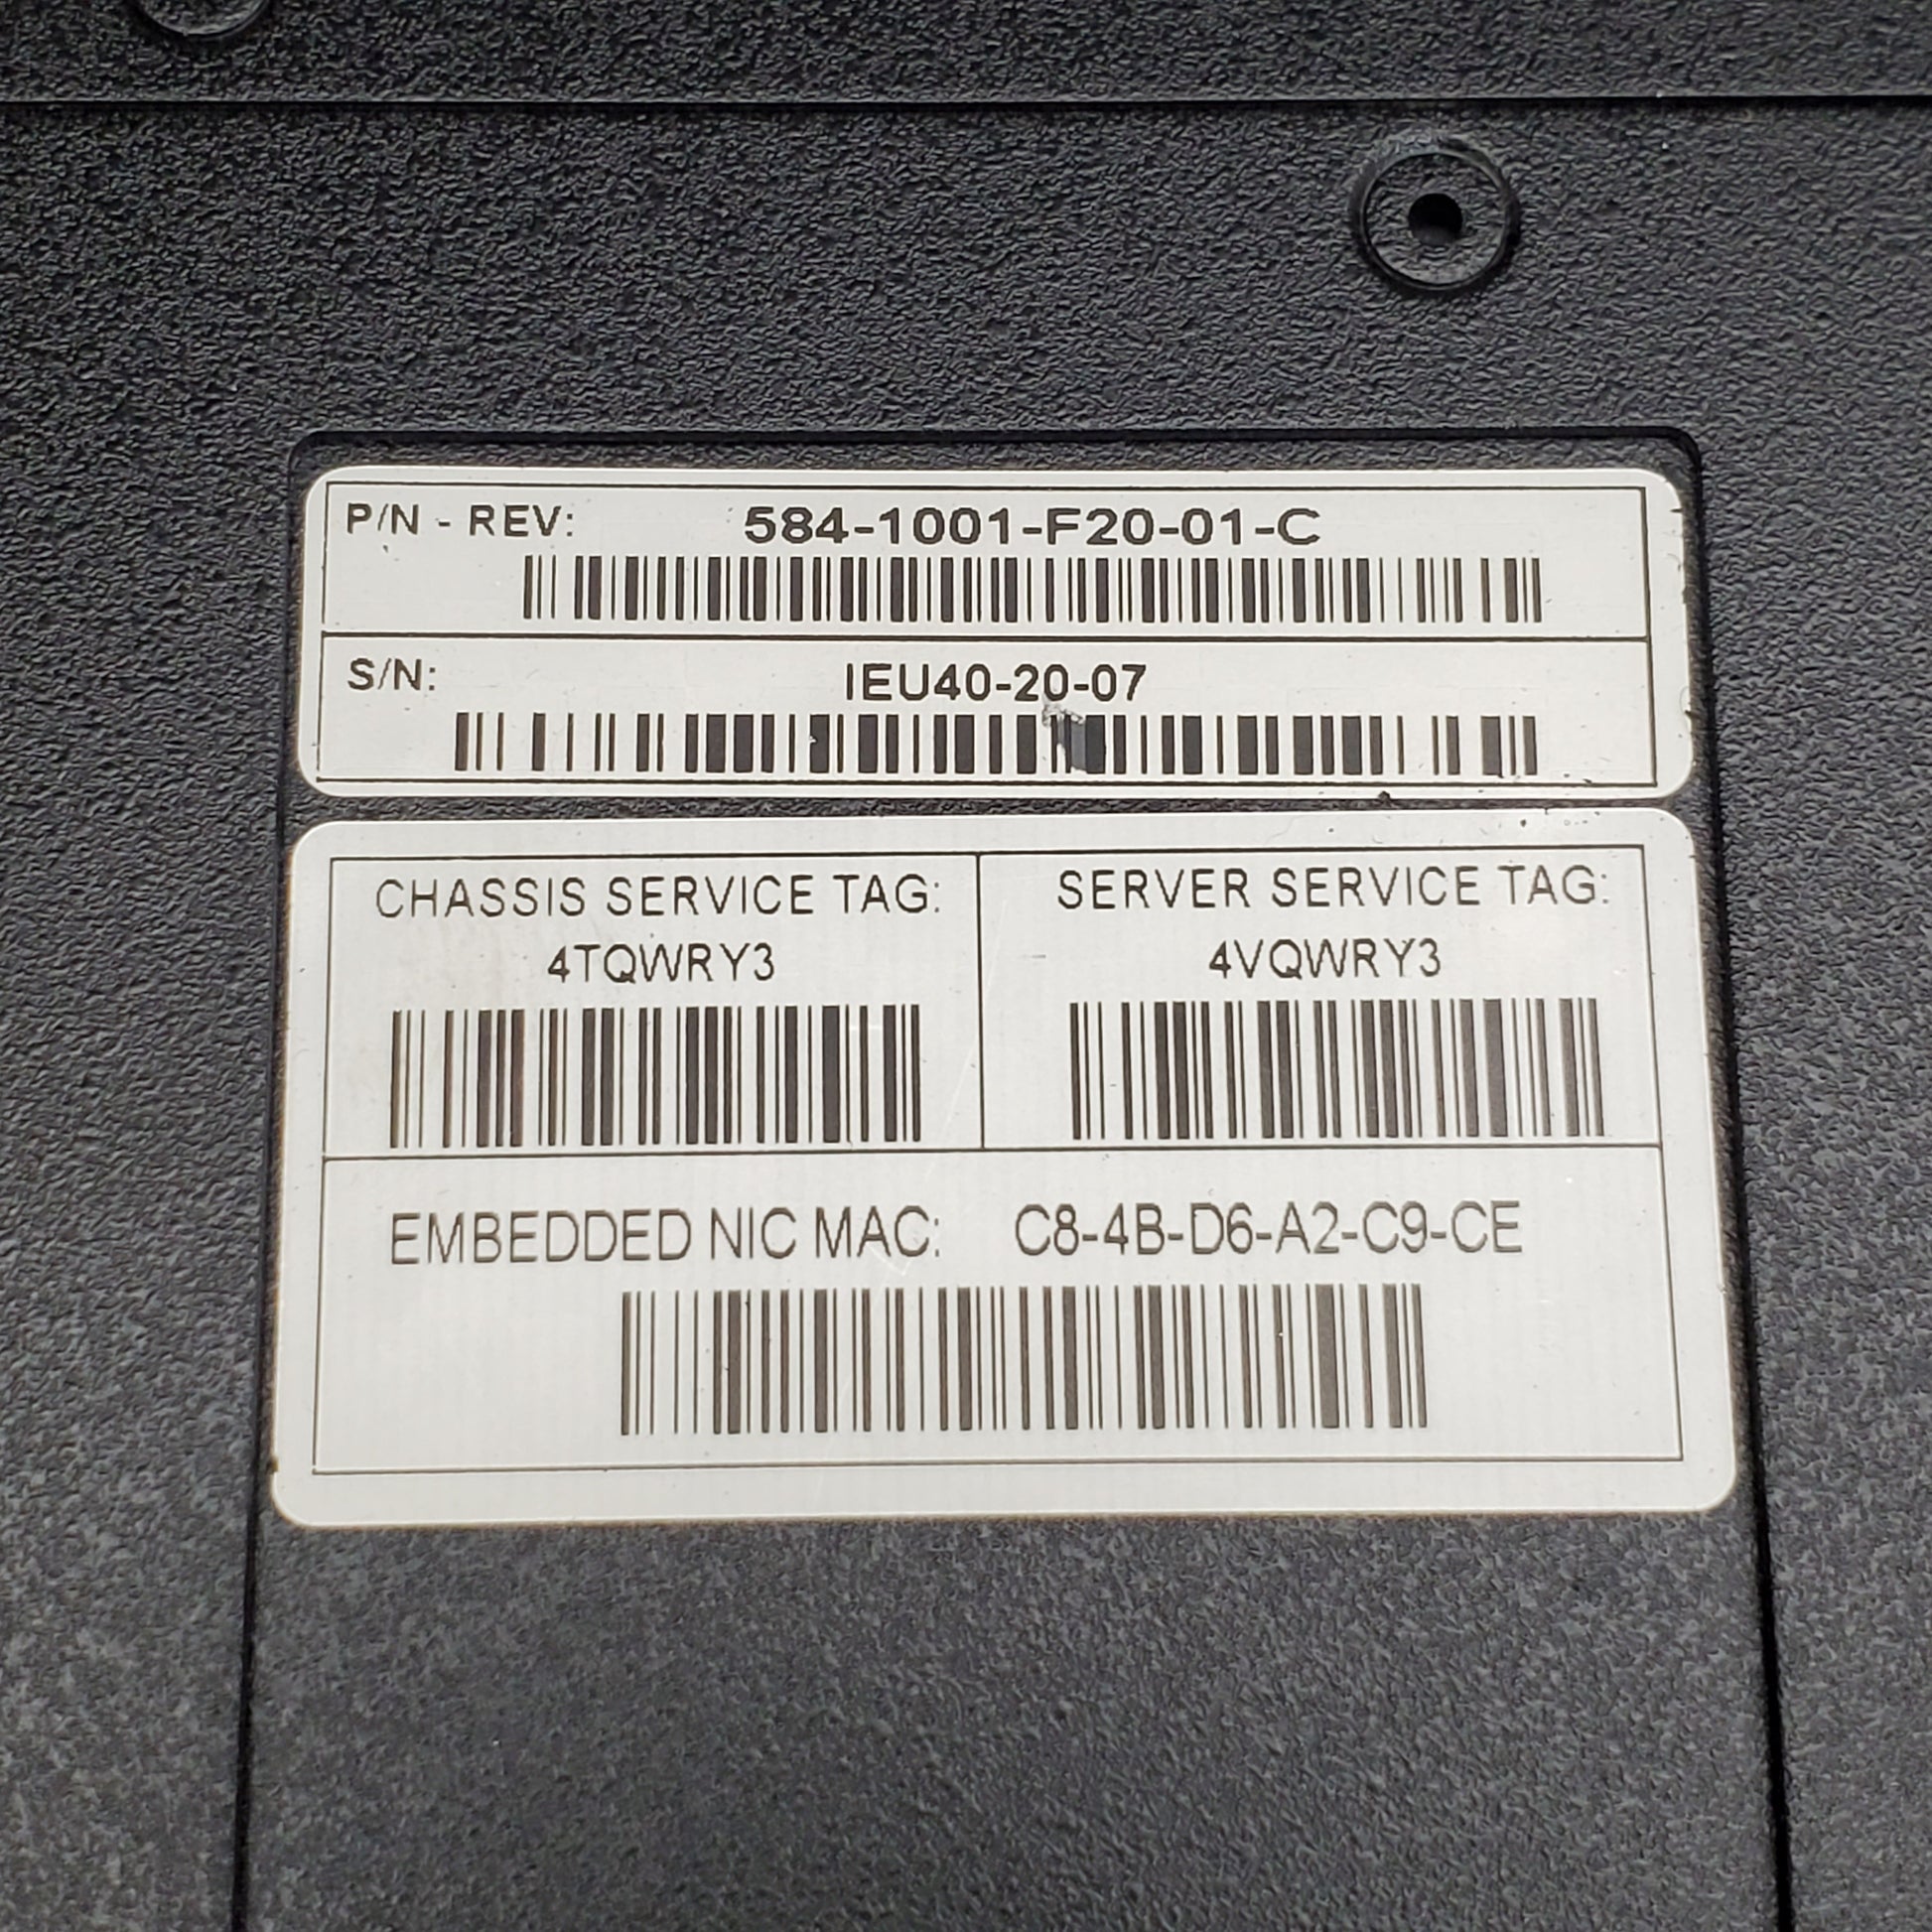 P/N - REV: 584-1001-F20-01-C
S/N: IEU40-20-07
CHASSIS SERVICE TAG:
4TQWRY3
SERVER SERVICE TAG:
4VQWRY3
EMBEDDED NIC MAC: C8-4B-D6-A2-C9-CE